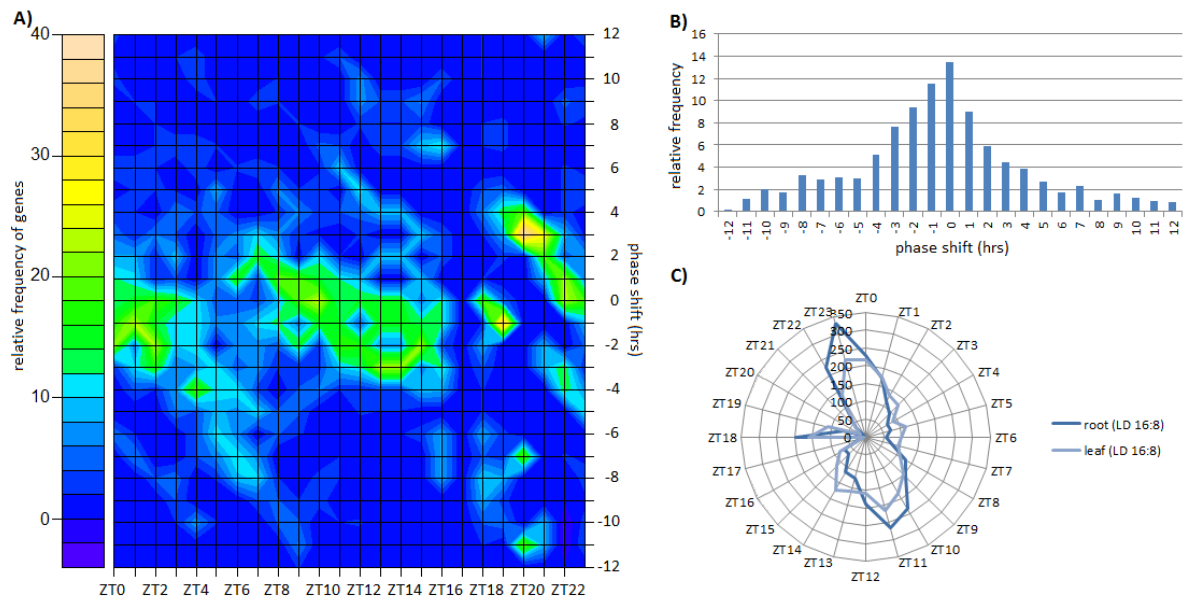 A)
relative frequency of genes
40
30
20
10
0
12
10
8
6
4
2
0
-2
-4
-6
-8
-10
-12
phase shift (hrs)
ZT0 ZT2 ZT4 ZT6 ZT8 ZT10 ZT12 ZT14 ZT16 ZT18 ZT20 ZT22
B)
relative frequency
16
14
12
10
8
6
4
2
0
-12 -11 -10 -9 -8 -7 -6 -5 -4 -3 -2 -1 0 1 2 3 4 5 6 7 8 9 10 11 12
phase shift (hrs)
C)
ZT0
ZT1
ZT2
ZT3
ZT4
ZT5
ZT6
ZT7
ZT8
ZT9
ZT10
ZT11
ZT12
ZT13
ZT14
ZT15
ZT16
ZT17
ZT18
ZT19
ZT20
ZT21
ZT22
ZT23
350
300
250
200
150
100
50
0
root (LD 16:8)
leaf (LD 16:8)